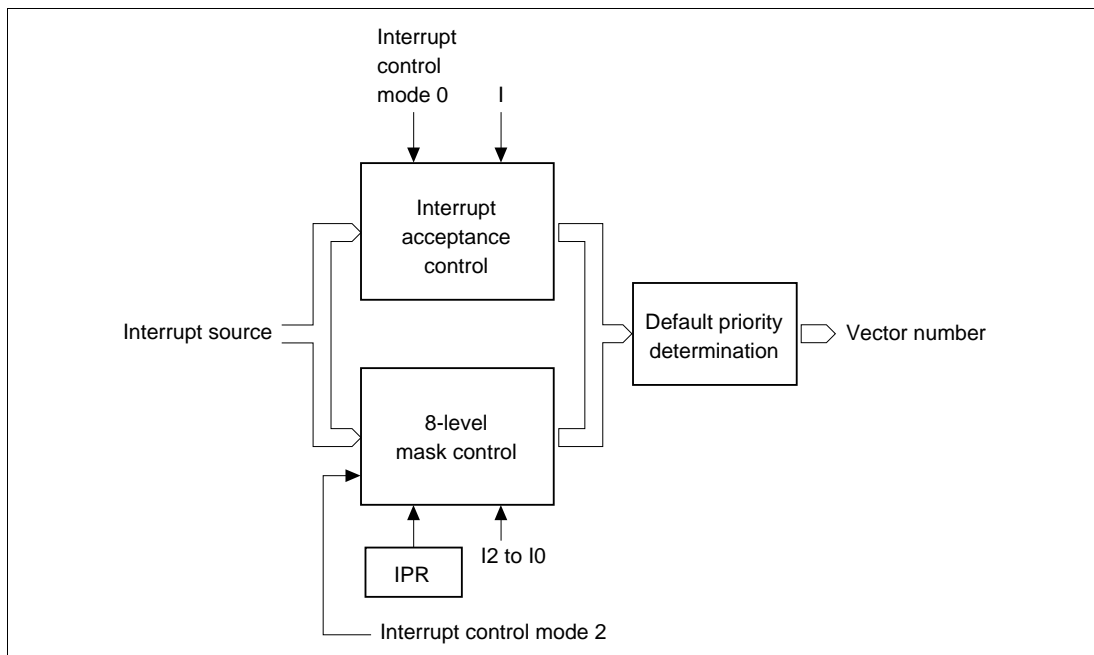 Interrupt
control
mode 0
I
Interrupt
acceptance
control
Interrupt source
Default priority
determination
Vector number
8-level
mask control
IPR
I2 to I0
Interrupt control mode 2